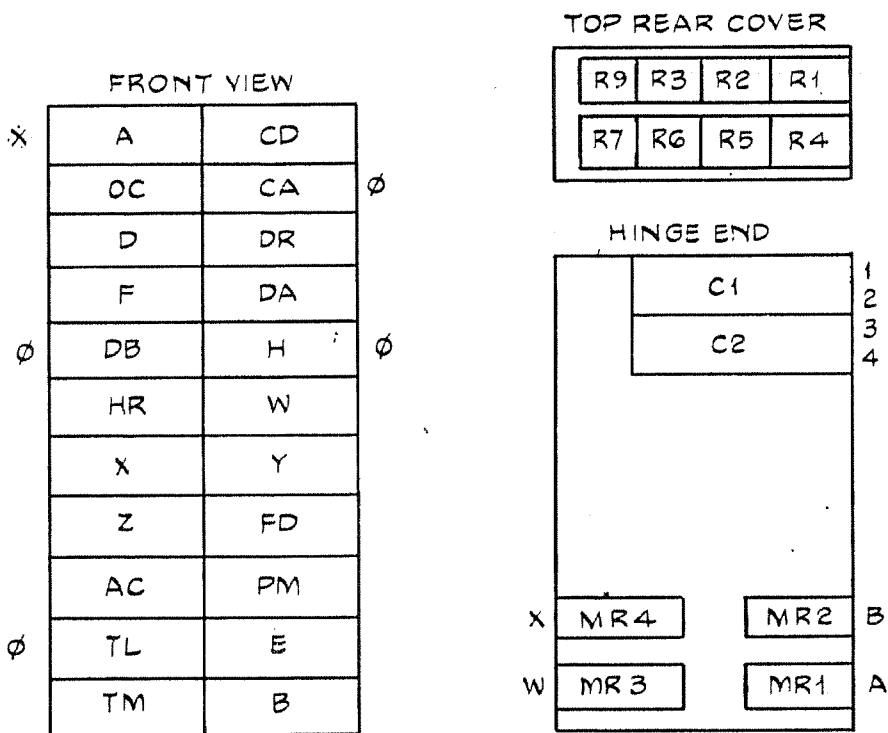 TOP REAR COVER
R9 R3 R2 R1
R7 R6 R5 R4
FRONT VIEW
X A CD
OC CA Ø
D DR
F DA
Ø DB H Ø
HR W
X Y
Z FD
AC PM
Ø TL E
TM B
HINGE END
C1 1
2
C2 3
4
X MR4 MR2 B
W MR3 MR1 A